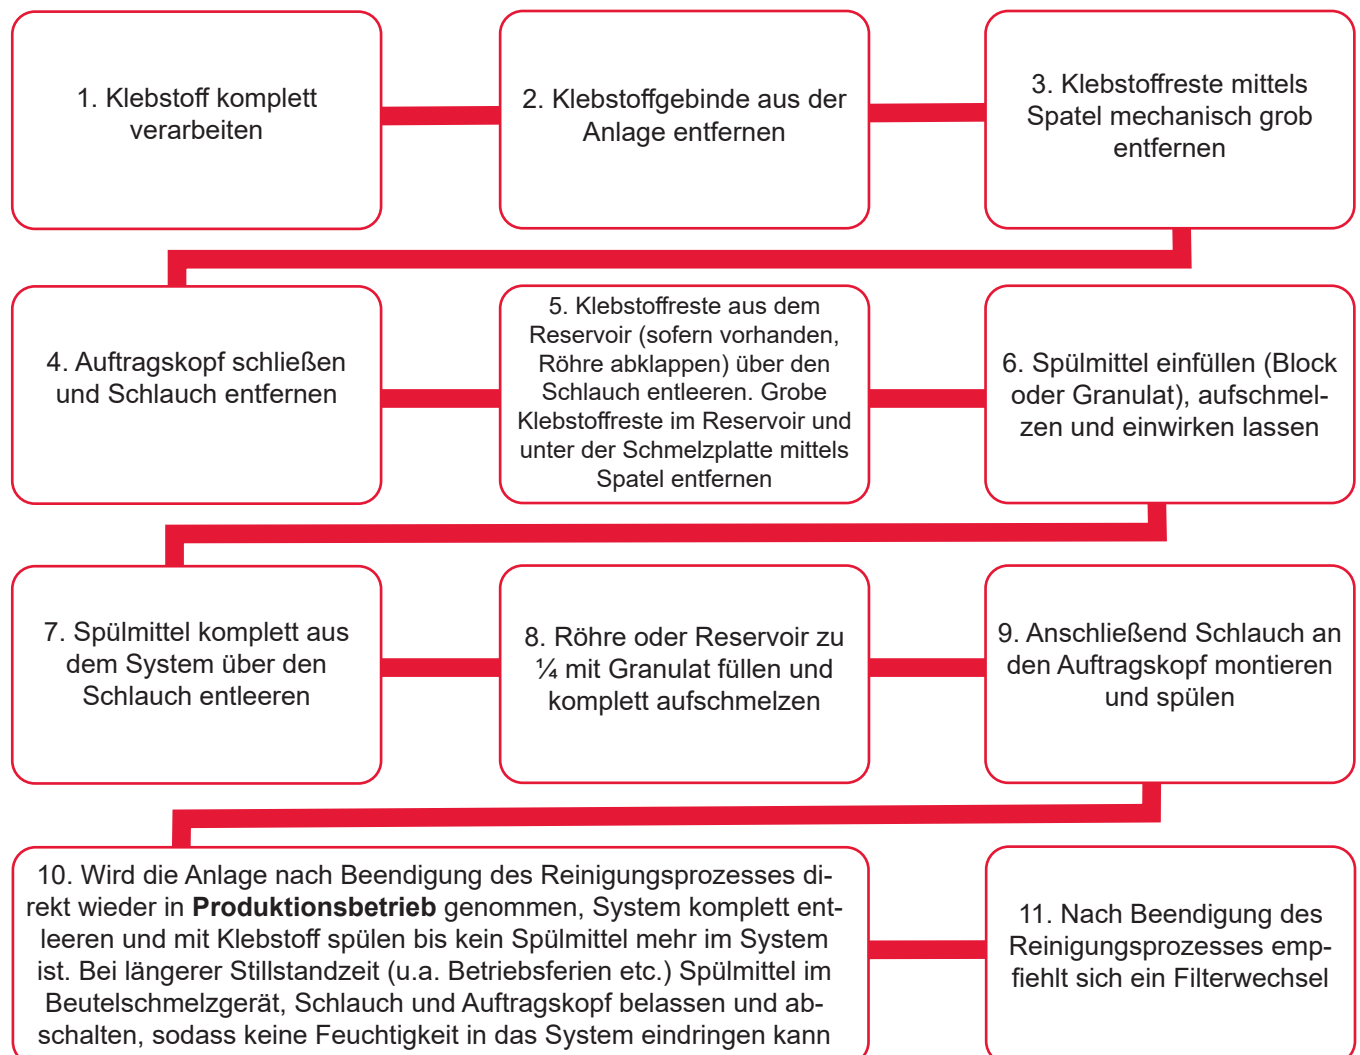 1. Klebstoff komplett
verarbeiten
2. Klebstoffgebinde aus der
Anlage entfernen
3. Klebstoffreste mittels
Spatel mechanisch grob
entfernen
4. Auftragskopf schließen
und Schlauch entfernen
5. Klebstoffreste aus dem
Reservoir (sofern vorhanden,
Röhre abklappen) über den
Schlauch entleeren. Grobe
Klebstoffreste im Reservoir und
unter der Schmelzplatte mittels
Spatel entfernen
6. Spülmittel einfüllen (Block
oder Granulat), aufschmel-
zen und einwirken lassen
7. Spülmittel komplett aus
dem System über den
Schlauch entleeren
8. Röhre oder Reservoir zu
¼ mit Granulat füllen und
komplett aufschmelzen
9. Anschließend Schlauch an
den Auftragskopf montieren
und spülen
10. Wird die Anlage nach Beendigung des Reinigungsprozesses di-
rekt wieder in Produktionsbetrieb genommen, System komplett ent-
leeren und mit Klebstoff spülen bis kein Spülmittel mehr im System
ist. Bei längerer Stillstandzeit (u.a. Betriebsferien etc.) Spülmittel im
Beutelschmelzgerät, Schlauch und Auftragskopf belassen und ab-
schalten, sodass keine Feuchtigkeit in das System eindringen kann
11. Nach Beendigung des
Reinigungsprozesses emp-
fiehlt sich ein Filterwechsel